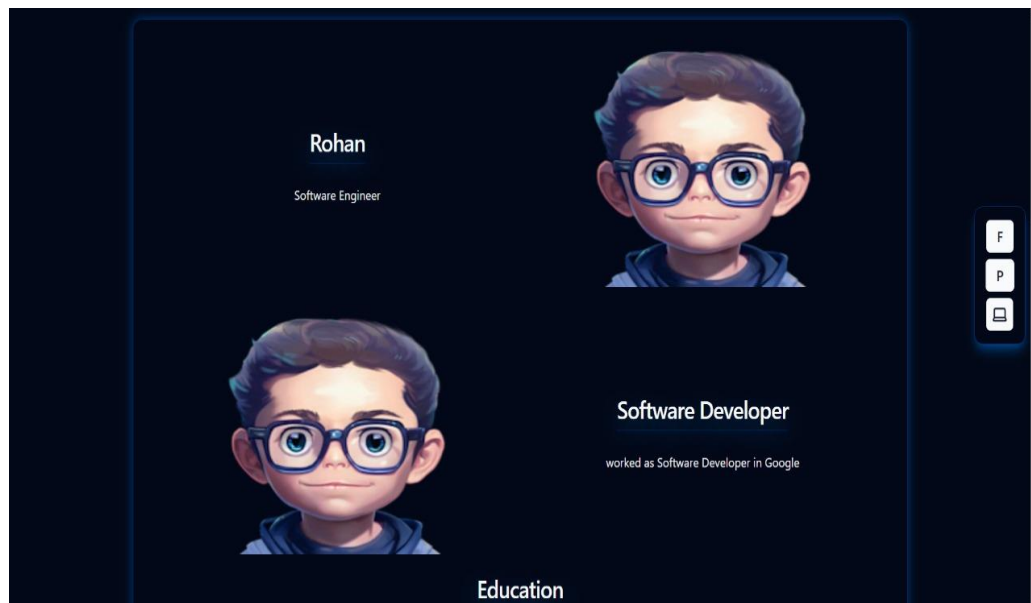 Rohan
Software Engineer
F
P
Software Developer
worked as Software Developer in Google
Education